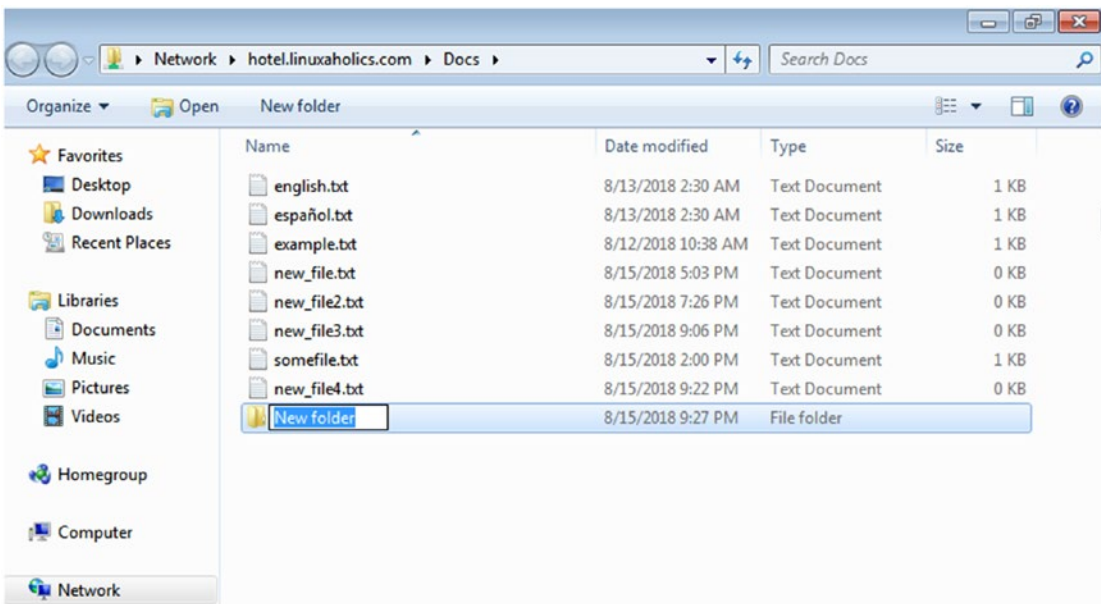 Network hotel.linuxaholics.com Docs Search Docs
Organize Open New folder
Favorites
Desktop
Downloads
Recent Places
Libraries
Documents
Music
Pictures
Videos
Homegroup
Computer
Network
Name Date modified Type Size
english.txt 8/13/2018 2:30 AM Text Document 1 KB
español.txt 8/13/2018 2:30 AM Text Document 1 KB
example.txt 8/12/2018 10:38 AM Text Document 1 KB
new_file.txt 8/15/2018 5:03 PM Text Document 0 KB
new_file2.txt 8/15/2018 7:26 PM Text Document 0 KB
new_file3.txt 8/15/2018 9:06 PM Text Document 0 KB
somefile.txt 8/15/2018 2:00 PM Text Document 1 KB
new_file4.txt 8/15/2018 9:22 PM Text Document 0 KB
New folder 8/15/2018 9:27 PM File folder